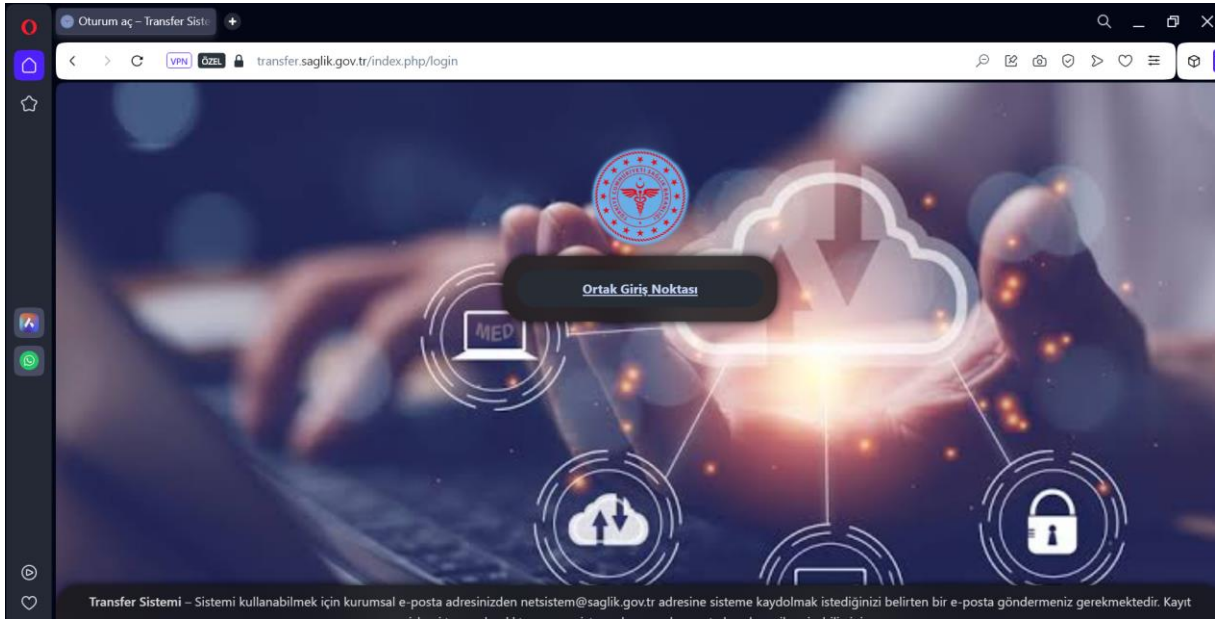 Oturum aç – Transfer Siste
VPN
ÖZEL
transfer.saglik.gov.tr/index.php/login
Ortak Giriş Noktası
MED
Transfer Sistemi – Sistemi kullanabilmek için kurumsal e-posta adresinizden netsistem@saglik.gov.tr adresine sisteme kaydolmak istediğinizi belirten bir e-posta göndermeniz gerekmektedir. Kayıt